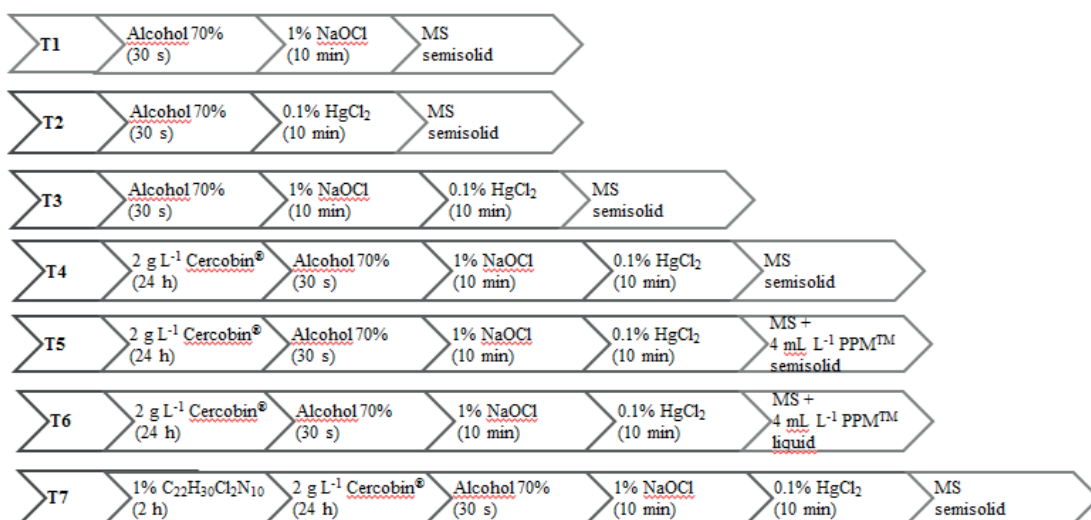 T1 Alcohol 70% 1% NaOCl MS
(30 s) (10 min) semisolid
T2 Alcohol 70% 0.1% HgCl₂ MS
(30 s) (10 min) semisolid
T3 Alcohol 70% 1% NaOCl 0.1% HgCl₂ MS
(30 s) (10 min) (10 min) semisolid
T4 2 g L⁻¹ Cercobin® Alcohol 70% 1% NaOCl 0.1% HgCl₂ MS
(24 h) (30 s) (10 min) (10 min) semisolid
T5 2 g L⁻¹ Cercobin® Alcohol 70% 1% NaOCl 0.1% HgCl₂ MS +
(24 h) (30 s) (10 min) (10 min) 4 mL L⁻¹ PPM™
semisolid
T6 2 g L⁻¹ Cercobin® Alcohol 70% 1% NaOCl 0.1% HgCl₂ MS +
(24 h) (30 s) (10 min) (10 min) 4 mL L⁻¹ PPM™
liquid
T7 1% C₂₂H₃₀Cl₂N₁₀ 2 g L⁻¹ Cercobin® Alcohol 70% 1% NaOCl 0.1% HgCl₂ MS
(2 h) (24 h) (30 s) (10 min) (10 min) semisolid